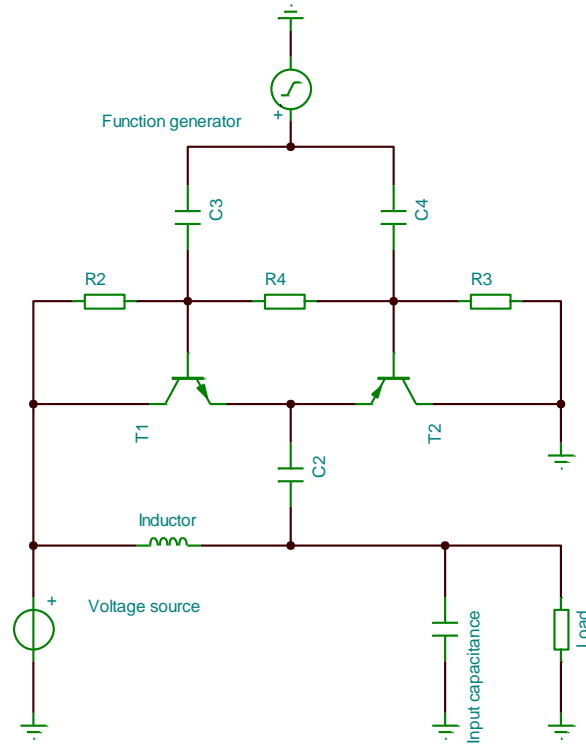 +
Function generator
C3
C4
R2
R4
R3
T1
T2
C2
Inductor
+
Voltage source
Input capacitance
Load